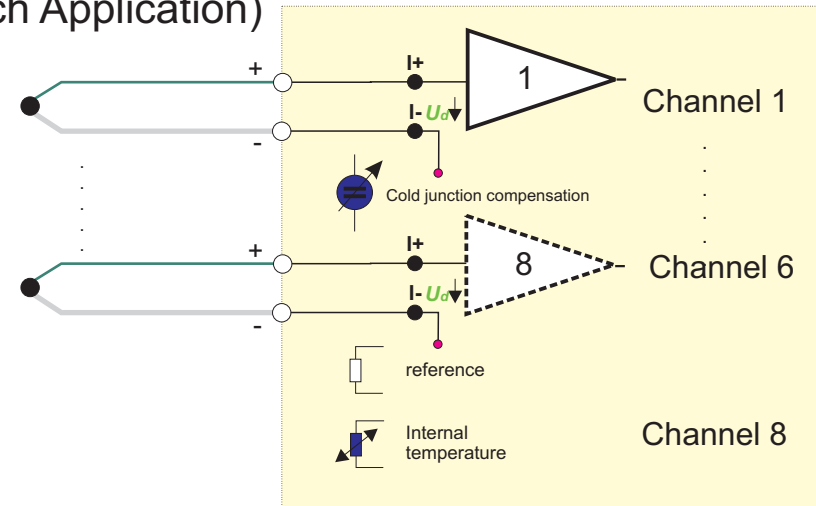 ch Application)
+
I+
1
Channel 1
I- Ud
-
Cold junction compensation
+
I+
8
Channel 6
I- Ud
-
reference
Internal
temperature
Channel 8